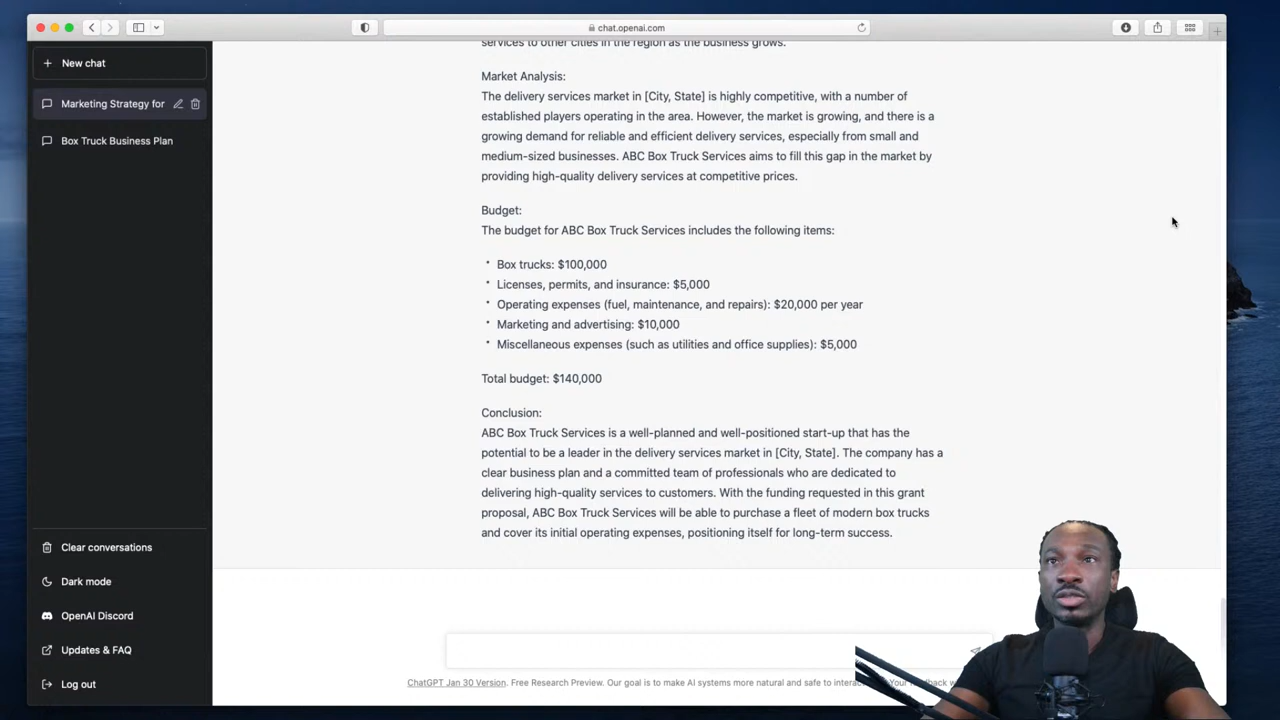 chat.openai.com
New chat
Marketing Strategy for
Box Truck Business Plan
Clear conversations
Dark mode
OpenAI Discord
Updates & FAQ
Log out
services to other cities in the region as the business grows.
Market Analysis:
The delivery services market in [City, State] is highly competitive, with a number of
established players operating in the area. However, the market is growing, and there is a
growing demand for reliable and efficient delivery services, especially from small and
medium-sized businesses. ABC Box Truck Services aims to fill this gap in the market by
providing high-quality delivery services at competitive prices.
Budget:
The budget for ABC Box Truck Services includes the following items:
• Box trucks: $100,000
• Licenses, permits, and insurance: $5,000
• Operating expenses (fuel, maintenance, and repairs): $20,000 per year
• Marketing and advertising: $10,000
• Miscellaneous expenses (such as utilities and office supplies): $5,000
Total budget: $140,000
Conclusion:
ABC Box Truck Services is a well-planned and well-positioned start-up that has the
potential to be a leader in the delivery services market in [City, State]. The company has a
clear business plan and a committed team of professionals who are dedicated to
delivering high-quality services to customers. With the funding requested in this grant
proposal, ABC Box Truck Services will be able to purchase a fleet of modern box trucks
and cover its initial operating expenses, positioning itself for long-term success.
ChatGPT Jan 30 Version. Free Research Preview. Our goal is to make AI systems more natural and safe to